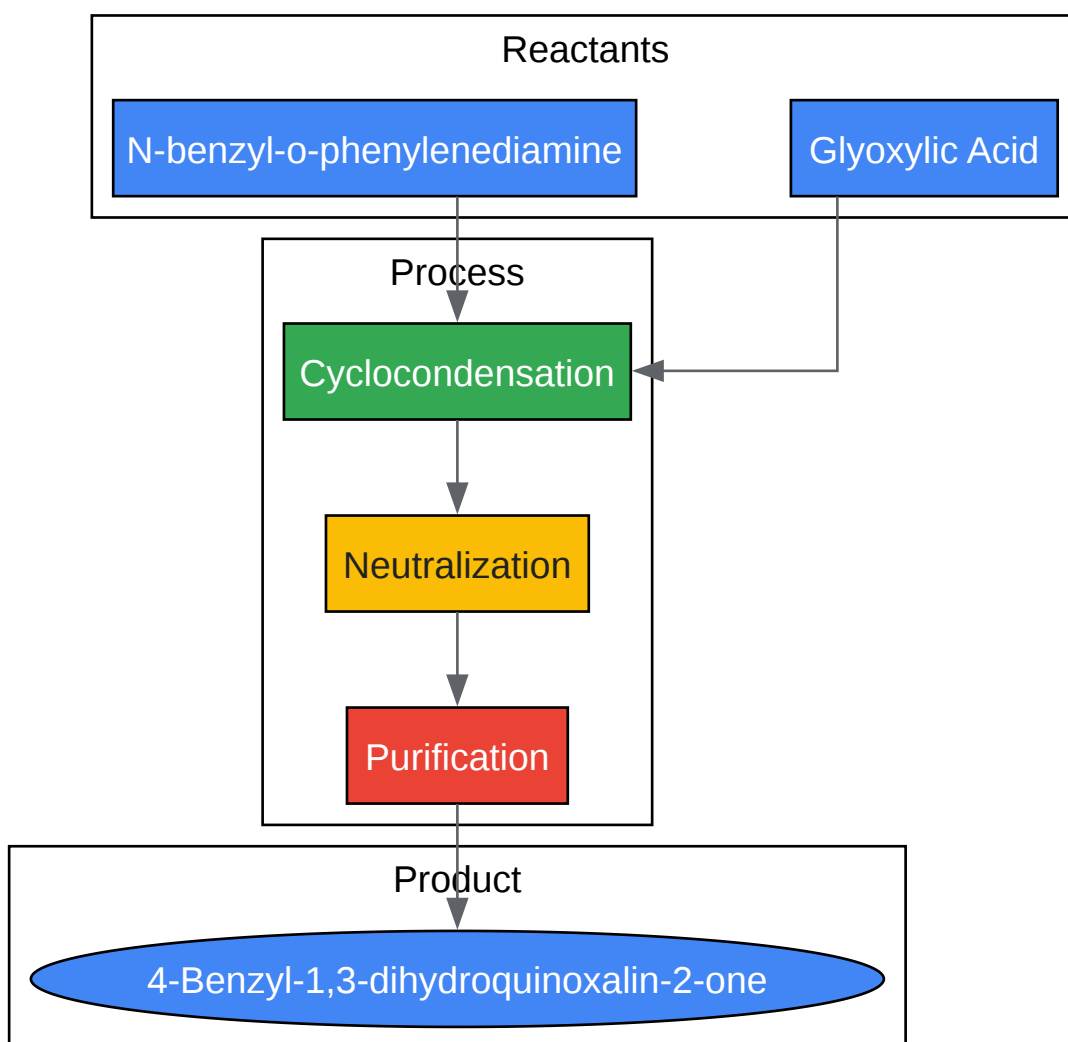 Reactants
N-benzyl-o-phenylenediamine
Glyoxylic Acid
Process
Cyclocondensation
Neutralization
Purification
Product
4-Benzyl-1,3-dihydroquinoxalin-2-one